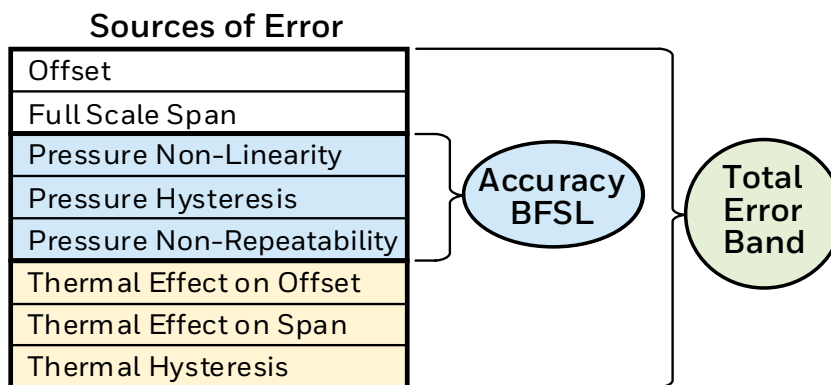 Sources of Error
Offset
Full Scale Span
Pressure Non-Linearity
Pressure Hysteresis
Pressure Non-Repeatability
Thermal Effect on Offset
Thermal Effect on Span
Thermal Hysteresis
Accuracy
BFSL
Total
Error
Band